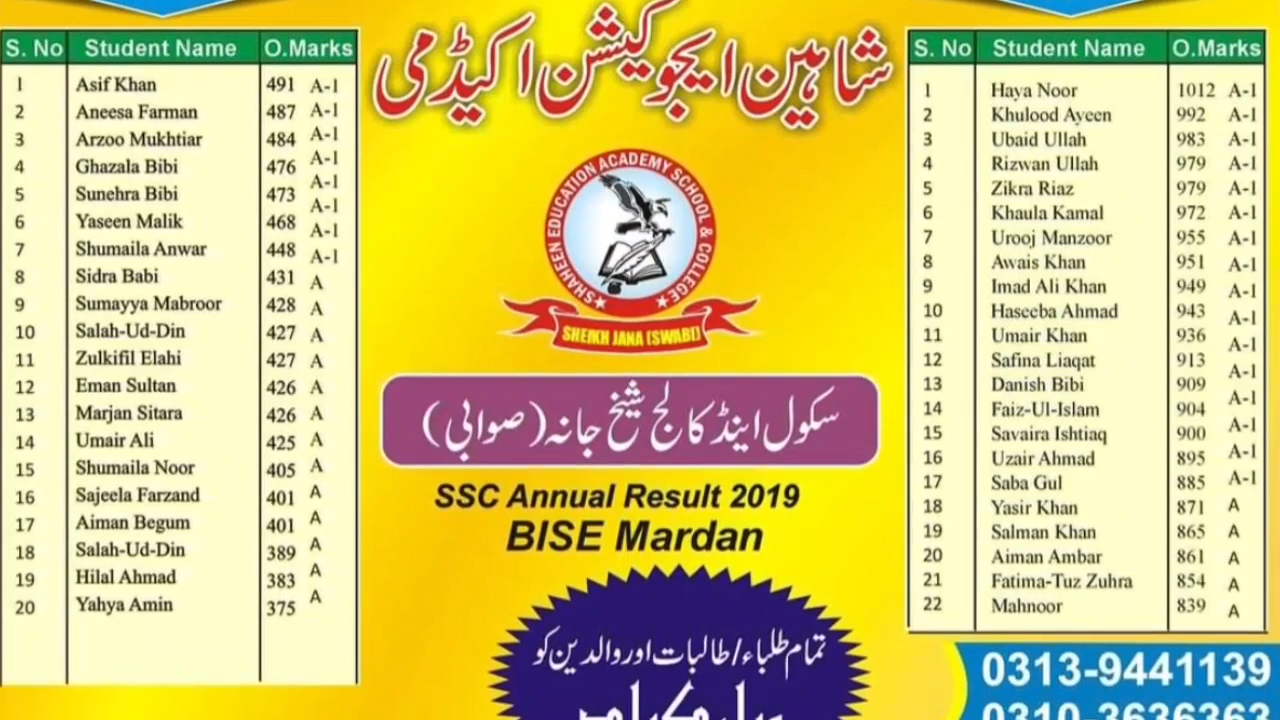 S. No Student Name O.Marks
1 Asif Khan 491 A-1
2 Aneesa Farman 487 A-1
3 Arzoo Mukhtiar 484 A-1
4 Ghazala Bibi 476 A-1
5 Sunehra Bibi 473 A-1
6 Yaseen Malik 468 A-1
7 Shumaila Anwar 448 A-1
8 Sidra Babi 431 A
9 Sumayya Mabroor 428 A
10 Salah-Ud-Din 427 A
11 Zulkifil Elahi 427 A
12 Eman Sultan 426 A
13 Marjan Sitara 426 A
14 Umair Ali 425 A
15 Shumaila Noor 405 A
16 Sajeela Farzand 401 A
17 Aiman Begum 401 A
18 Salah-Ud-Din 389 A
19 Hilal Ahmad 383 A
20 Yahya Amin 375 A
شاہین ایجوکیشن اکیڈمی
SHAHEEN EDUCATION ACADEMY SCHOOL & COLLEGE
SHEIKH JANA (SWABI)
سکول اینڈ کالج شیخ جانہ (صوابی)
SSC Annual Result 2019
BISE Mardan
تمام طلباء/طالبات اور والدین کو
S. No Student Name O.Marks
1 Haya Noor 1012 A-1
2 Khulood Ayeen 992 A-1
3 Ubaid Ullah 983 A-1
4 Rizwan Ullah 979 A-1
5 Zikra Riaz 979 A-1
6 Khaula Kamal 972 A-1
7 Urooj Manzoor 955 A-1
8 Awais Khan 951 A-1
9 Imad Ali Khan 949 A-1
10 Haseeba Ahmad 943 A-1
11 Umair Khan 936 A-1
12 Safina Liaqat 913 A-1
13 Danish Bibi 909 A-1
14 Faiz-Ul-Islam 904 A-1
15 Savaira Ishtiaq 900 A-1
16 Uzair Ahmad 895 A-1
17 Saba Gul 885 A-1
18 Yasir Khan 871 A
19 Salman Khan 865 A
20 Aiman Ambar 861 A
21 Fatima-Tuz Zuhra 854 A
22 Mahnoor 839 A
0313-9441139